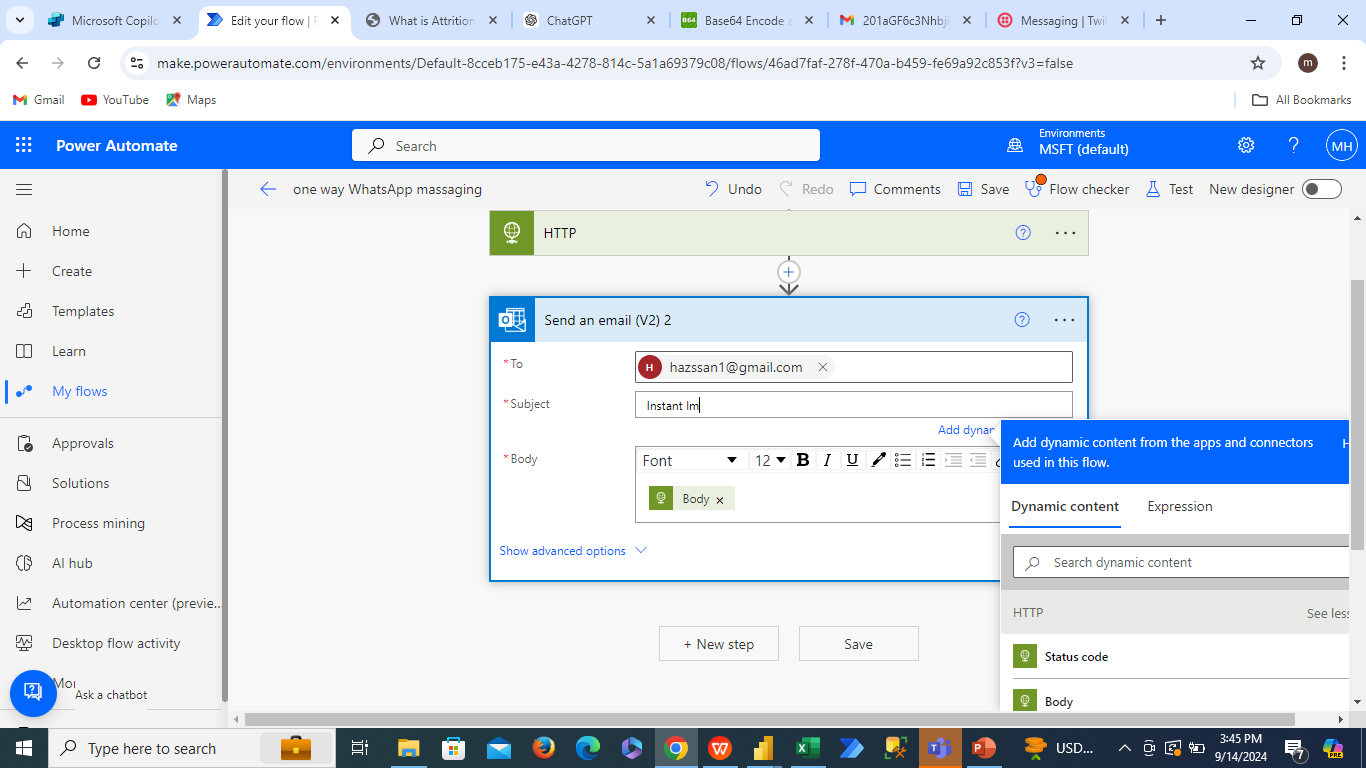 Microsoft Copilo
Edit your flow | P
What is Attrition
ChatGPT
B64
Base64 Encode a
201aGF6c3Nhbj
Messaging | Twil
make.powerautomate.com/environments/Default-8cceb175-e43a-4278-814c-5a1a69379c08/flows/46ad7faf-278f-470a-b459-fe69a92c853f?v3=false
m
Gmail
YouTube
Maps
All Bookmarks
Power Automate
Search
Environments
MSFT (default)
MH
one way WhatsApp massaging
Undo
Redo
Comments
Save
Flow checker
Test
New designer
Home
Create
Templates
Learn
My flows
Approvals
Solutions
Process mining
AI hub
Automation center (previe...
Desktop flow activity
Mor
Ask a chatbot
HTTP
Send an email (V2) 2
* To
H
hazssan1@gmail.com
* Subject
Instant Im
Add dynam
* Body
Font
12
B
I
U
Body
Show advanced options
+ New step
Save
Add dynamic content from the apps and connectors
used in this flow.
H
Dynamic content
Expression
Search dynamic content
HTTP
See less
Status code
Body
Type here to search
USD...
3:45 PM
9/14/2024
7
PRE